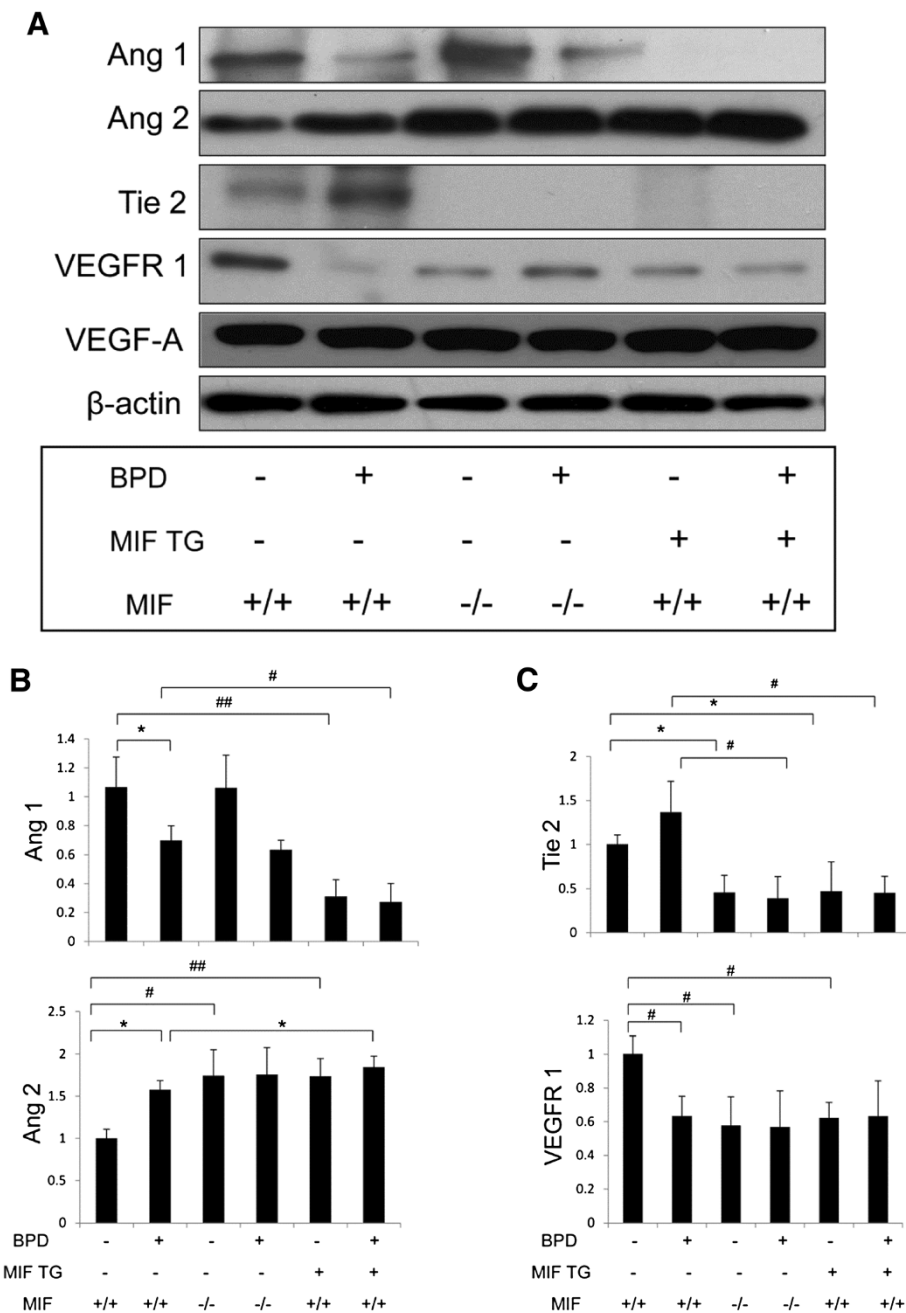 A
Ang 1
Ang 2
Tie 2
VEGFR 1
VEGF-A
β-actin
BPD - + - + - +
MIF TG - - - - + +
MIF +/+ +/+ -/- -/- +/+ +/+
B
#
##
*
1.4
1.2
1
0.8
0.6
0.4
0.2
0
Ang 1
##
#
* *
2.5
2
1.5
1
0.5
0
Ang 2
BPD - + - + - +
MIF TG - - - - + +
MIF +/+ +/+ -/- -/- +/+ +/+
C
#
*
* #
2
1.5
1
0.5
0
Tie 2
#
#
#
1.2
1
0.8
0.6
0.4
0.2
0
VEGFR 1
BPD - + - + - +
MIF TG - - - - + +
MIF +/+ +/+ -/- -/- +/+ +/+